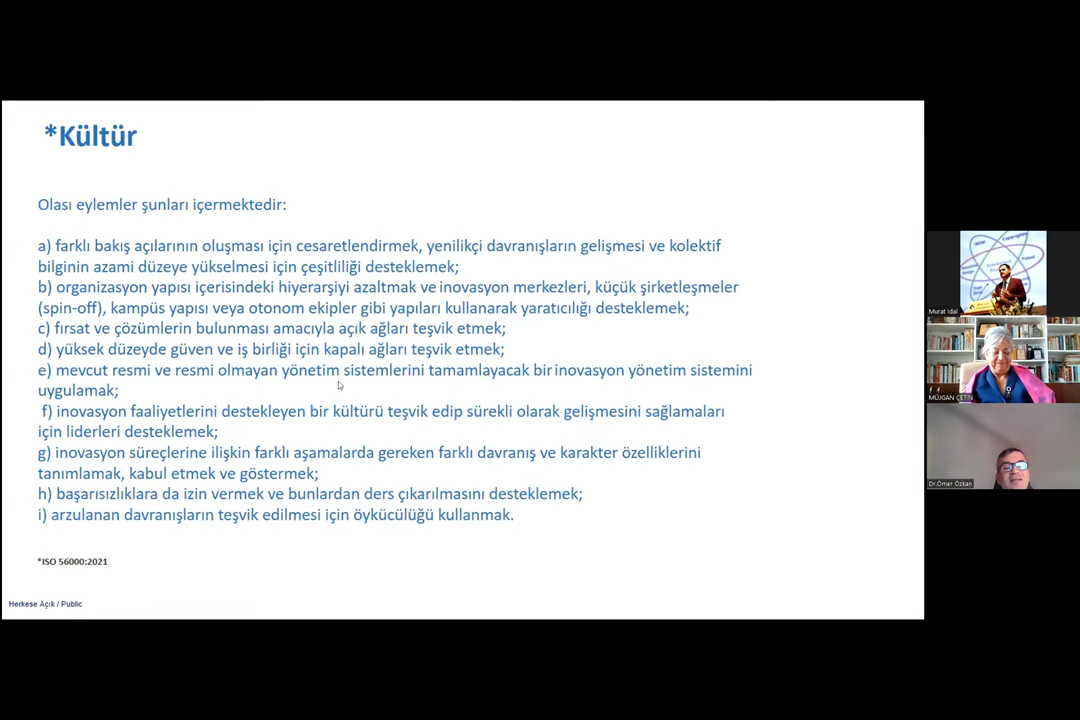 *Kültür
Olası eylemler şunları içermektedir:
a) farklı bakış açılarının oluşması için cesaretlendirmek, yenilikçi davranışların gelişmesi ve kolektif
bilginin azami düzeye yükselmesi için çeşitliliği desteklemek;
b) organizasyon yapısı içerisindeki hiyerarşiyi azaltmak ve inovasyon merkezleri, küçük şirketleşmeler
(spin-off), kampüs yapısı veya otonom ekipler gibi yapıları kullanarak yaratıcılığı desteklemek;
c) fırsat ve çözümlerin bulunması amacıyla açık ağları teşvik etmek;
d) yüksek düzeyde güven ve iş birliği için kapalı ağları teşvik etmek;
e) mevcut resmi ve resmi olmayan yönetim sistemlerini tamamlayacak bir inovasyon yönetim sistemini
uygulamak;
f) inovasyon faaliyetlerini destekleyen bir kültürü teşvik edip sürekli olarak gelişmesini sağlamaları
için liderleri desteklemek;
g) inovasyon süreçlerine ilişkin farklı aşamalarda gereken farklı davranış ve karakter özelliklerini
tanımlamak, kabul etmek ve göstermek;
h) başarısızlıklara da izin vermek ve bunlardan ders çıkarılmasını desteklemek;
i) arzulanan davranışların teşvik edilmesi için öykücülüğü kullanmak.
*ISO 56000:2021
Herkese Açık / Public
Murat idal
MÜJGAN ÇETİN
Dr.Ömer Özkan